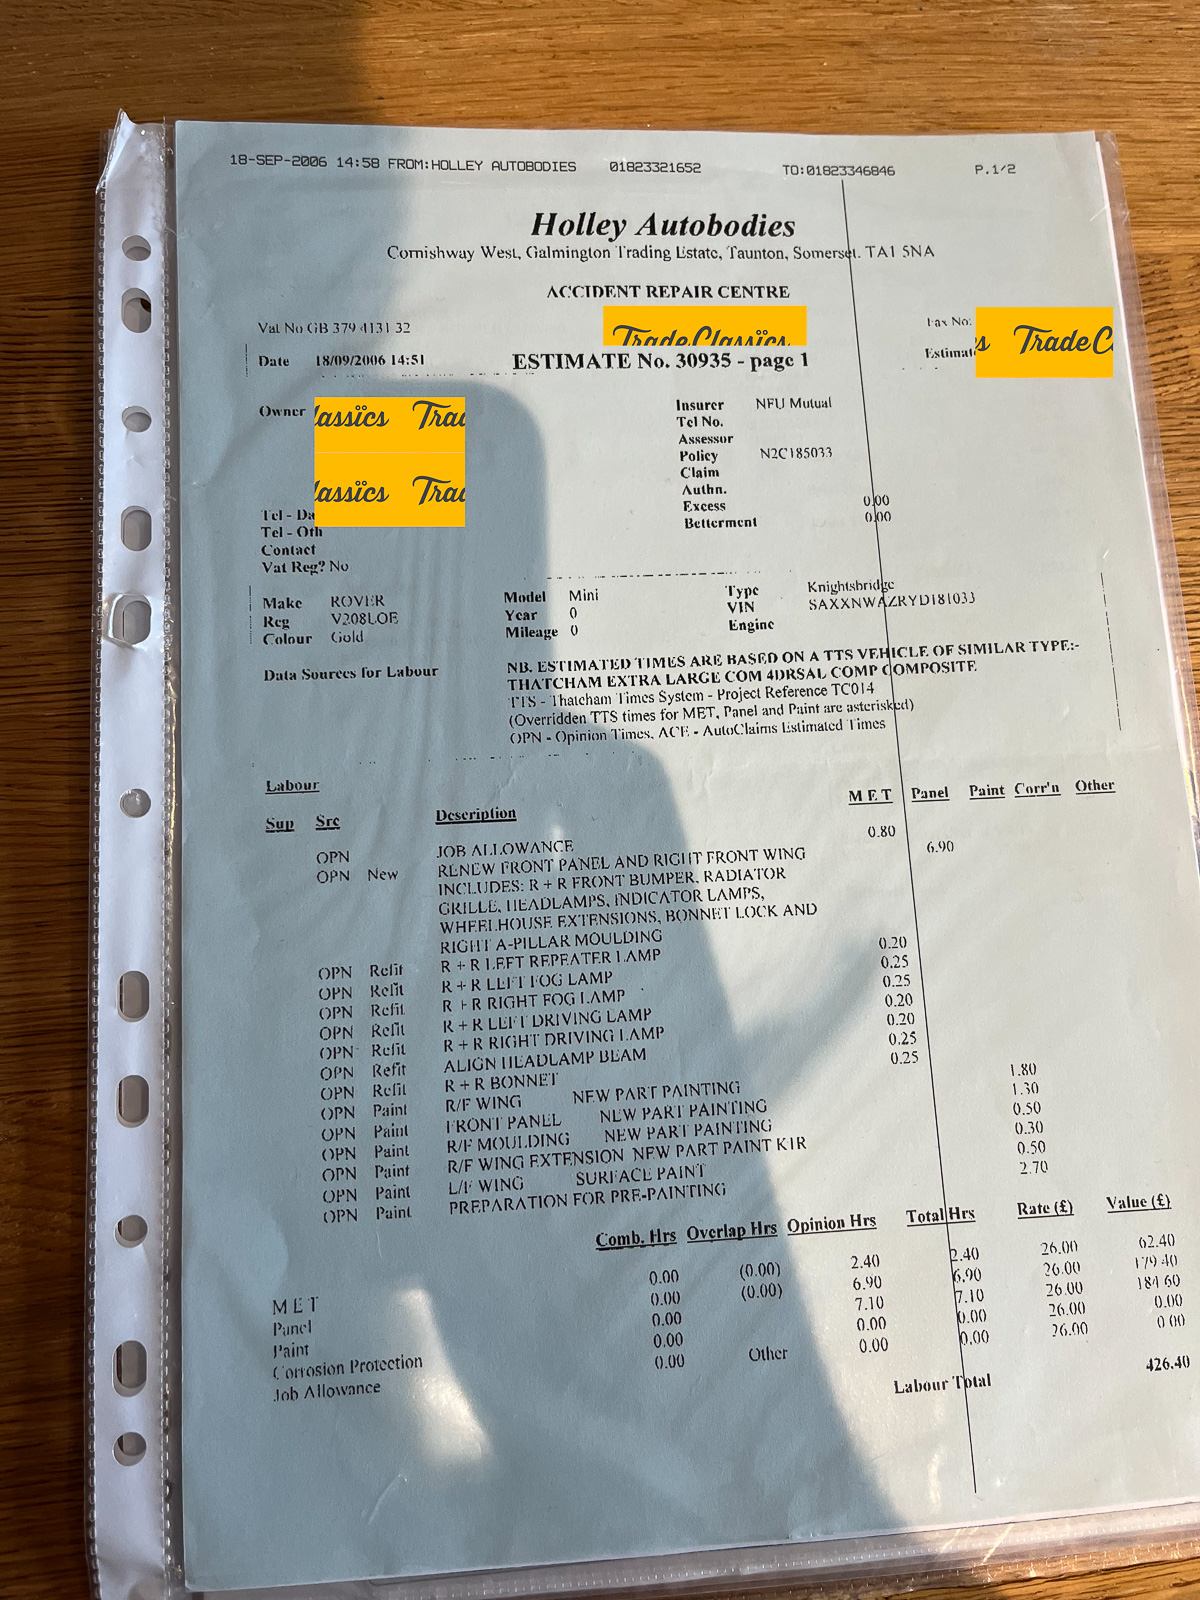 18-SEP-2006 14:58 FROM:HOLLEY AUTOBODIES 01823321652 TO:01823346846 P.1/2
Holley Autobodies
Cornishway West, Galmington Trading Estate, Taunton, Somerset. TA1 5NA
ACCIDENT REPAIR CENTRE
Vat No GB 379 4131 32 Trade Classics Fax No: Trade C
Date 18/09/2006 14:51 ESTIMATE No. 30935 - page 1 Estimat
Owner lassics Trad
lassics Trad
Insurer NFU Mutual
Tel No.
Assessor
Policy N2C185033
Claim
Authn.
Excess 0.00
Betterment 0.00
Tel - Da
Tel - Oth
Contact
Vat Reg? No
Make ROVER Model Mini Type Knightsbridge
Reg V208LOE Year 0 VIN SAXXNWAZRYD181033
Colour Gold Mileage 0 Engine
Data Sources for Labour NB. ESTIMATED TIMES ARE BASED ON A TTS VEHICLE OF SIMILAR TYPE:-
THATCHAM EXTRA LARGE COM 4DRSAL COMP COMPOSITE
TTS - Thatcham Times System - Project Reference TC014
(Overridden TTS times for MET, Panel and Paint are asterisked)
OPN - Opinion Times, ACE - AutoClaims Estimated Times
Labour
Sup Src Description M E T Panel Paint Corr'n Other
OPN JOB ALLOWANCE 0.80
OPN New RENEW FRONT PANEL AND RIGHT FRONT WING 6.90
INCLUDES: R + R FRONT BUMPER, RADIATOR
GRILLE, HEADLAMPS, INDICATOR LAMPS,
WHEELHOUSE EXTENSIONS, BONNET LOCK AND
RIGHT A-PILLAR MOULDING
OPN Refit R + R LEFT REPEATER LAMP 0.20
OPN Refit R + R LEFT FOG LAMP 0.25
OPN Refit R + R RIGHT FOG LAMP 0.25
OPN Refit R + R LEFT DRIVING LAMP 0.20
OPN Refit R + R RIGHT DRIVING LAMP 0.20
OPN Refit ALIGN HEADLAMP BEAM 0.25
OPN Refit R + R BONNET 0.25
OPN Paint R/F WING NEW PART PAINTING 1.80
OPN Paint FRONT PANEL NEW PART PAINTING 1.30
OPN Paint R/F MOULDING NEW PART PAINTING 0.50
OPN Paint R/F WING EXTENSION NEW PART PAINT K1R 0.30
OPN Paint L/F WING SURFACE PAINT 0.50
OPN Paint PREPARATION FOR PRE-PAINTING 2.70
Comb. Hrs Overlap Hrs Opinion Hrs Total Hrs Rate (£) Value (£)
M E T 0.00 (0.00) 2.40 2.40 26.00 62.40
Panel 0.00 (0.00) 6.90 6.90 26.00 179.40
Paint 0.00 7.10 7.10 26.00 184.60
Corrosion Protection 0.00 0.00 0.00 26.00 0.00
Job Allowance 0.00 Other 0.00 0.00 26.00 0.00
Labour Total 426.40